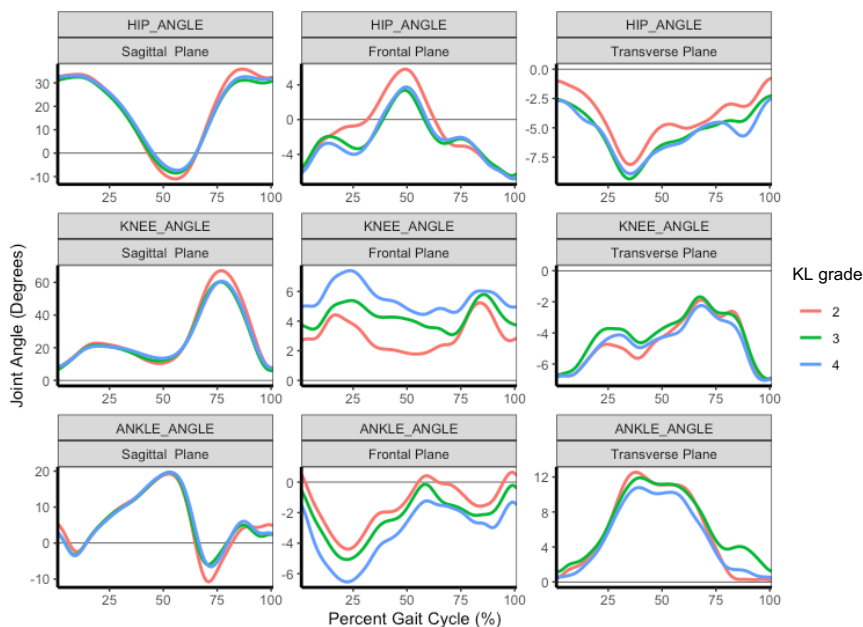 HIP_ANGLE
HIP_ANGLE
HIP_ANGLE
Sagittal  Plane
Frontal Plane
Transverse Plane
30
20
10
0
-10
4
0
-4
0.0
-2.5
-5.0
-7.5
25 50 75 100
25 50 75 100
25 50 75 100
KNEE_ANGLE
KNEE_ANGLE
KNEE_ANGLE
Sagittal  Plane
Frontal Plane
Transverse Plane
60
40
20
0
6
4
2
0
0
-2
-4
-6
25 50 75 100
25 50 75 100
25 50 75 100
ANKLE_ANGLE
ANKLE_ANGLE
ANKLE_ANGLE
Sagittal  Plane
Frontal Plane
Transverse Plane
20
10
0
-10
0
-2
-4
-6
12
8
4
0
25 50 75 100
25 50 75 100
25 50 75 100
Joint Angle (Degrees)
Percent Gait Cycle (%)
KL grade
2
3
4